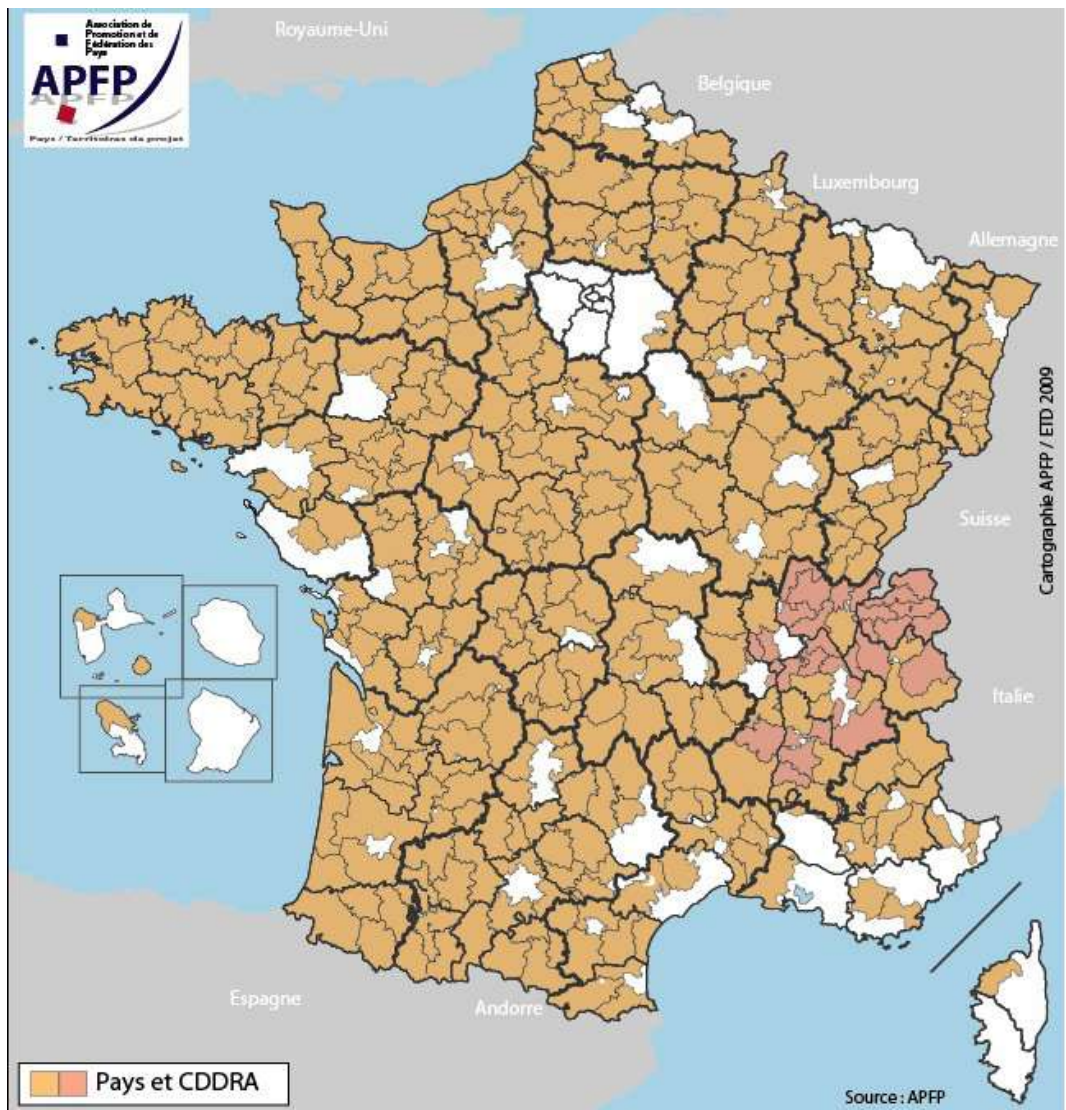 Association de
Promotion et de
Fédération des
Pays
APFP
Pays / Territoires de projet
Royaume-Uni
Belgique
Luxembourg
Allemagne
Suisse
Italie
Espagne
Andorre
Cartographie APFP / ETD 2009
Pays et CDDRA
Source : APFP